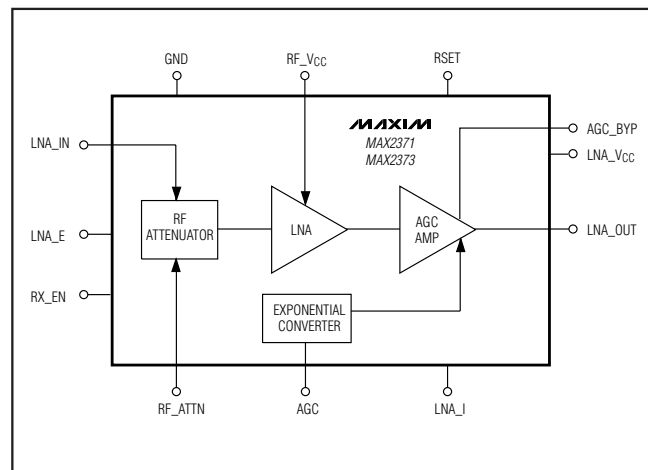 GND
RF_VCC
RSET
MAXIM
MAX2371
MAX2373
AGC_BYP
LNA_IN
LNA_VCC
RF
ATTENUATOR
LNA
AGC
AMP
LNA_E
LNA_OUT
RX_EN
EXPONENTIAL
CONVERTER
RF_ATTN
AGC
LNA_I